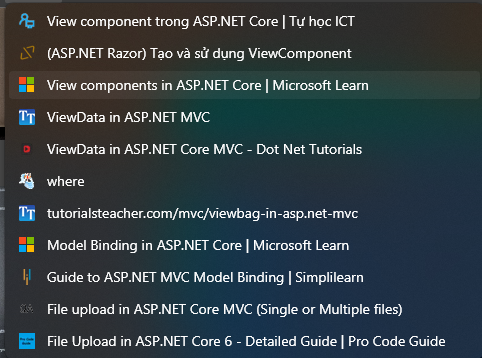 View component trong ASP.NET Core | Tự học ICT
(ASP.NET Razor) Tạo và sử dụng ViewComponent
View components in ASP.NET Core | Microsoft Learn
ViewData in ASP.NET MVC
ViewData in ASP.NET Core MVC - Dot Net Tutorials
where
tutorialsteacher.com/mvc/viewbag-in-asp.net-mvc
Model Binding in ASP.NET Core | Microsoft Learn
Guide to ASP.NET MVC Model Binding | Simplilearn
File upload in ASP.NET Core MVC (Single or Multiple files)
File Upload in ASP.NET Core 6 - Detailed Guide | Pro Code Guide